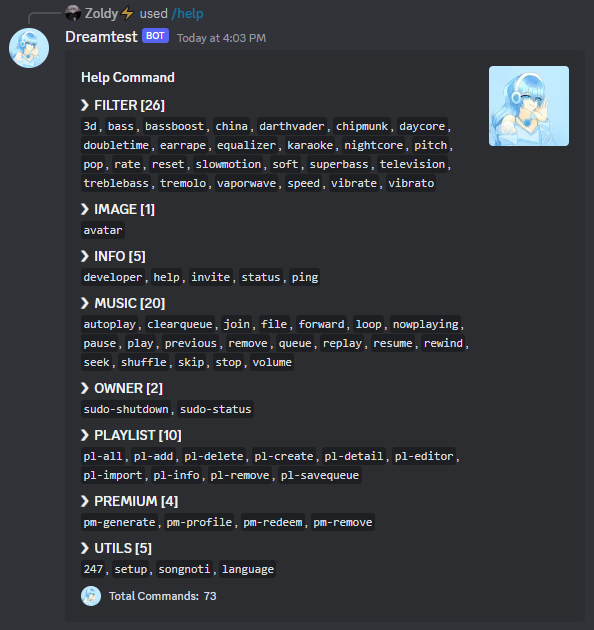 Zoldy⚡ used /help
Dreamtest BOT Today at 4:03 PM
Help Command
❯ FILTER [26]
3d, bass, bassboost, china, darthvader, chipmunk, daycore,
doubletime, earrape, equalizer, karaoke, nightcore, pitch,
pop, rate, reset, slowmotion, soft, superbass, television,
treblebass, tremolo, vaporwave, speed, vibrate, vibrato
❯ IMAGE [1]
avatar
❯ INFO [5]
developer, help, invite, status, ping
❯ MUSIC [20]
autoplay, clearqueue, join, file, forward, loop, nowplaying,
pause, play, previous, remove, queue, replay, resume, rewind,
seek, shuffle, skip, stop, volume
❯ OWNER [2]
sudo-shutdown, sudo-status
❯ PLAYLIST [10]
pl-all, pl-add, pl-delete, pl-create, pl-detail, pl-editor,
pl-import, pl-info, pl-remove, pl-savequeue
❯ PREMIUM [4]
pm-generate, pm-profile, pm-redeem, pm-remove
❯ UTILS [5]
247, setup, songnoti, language
Total Commands: 73